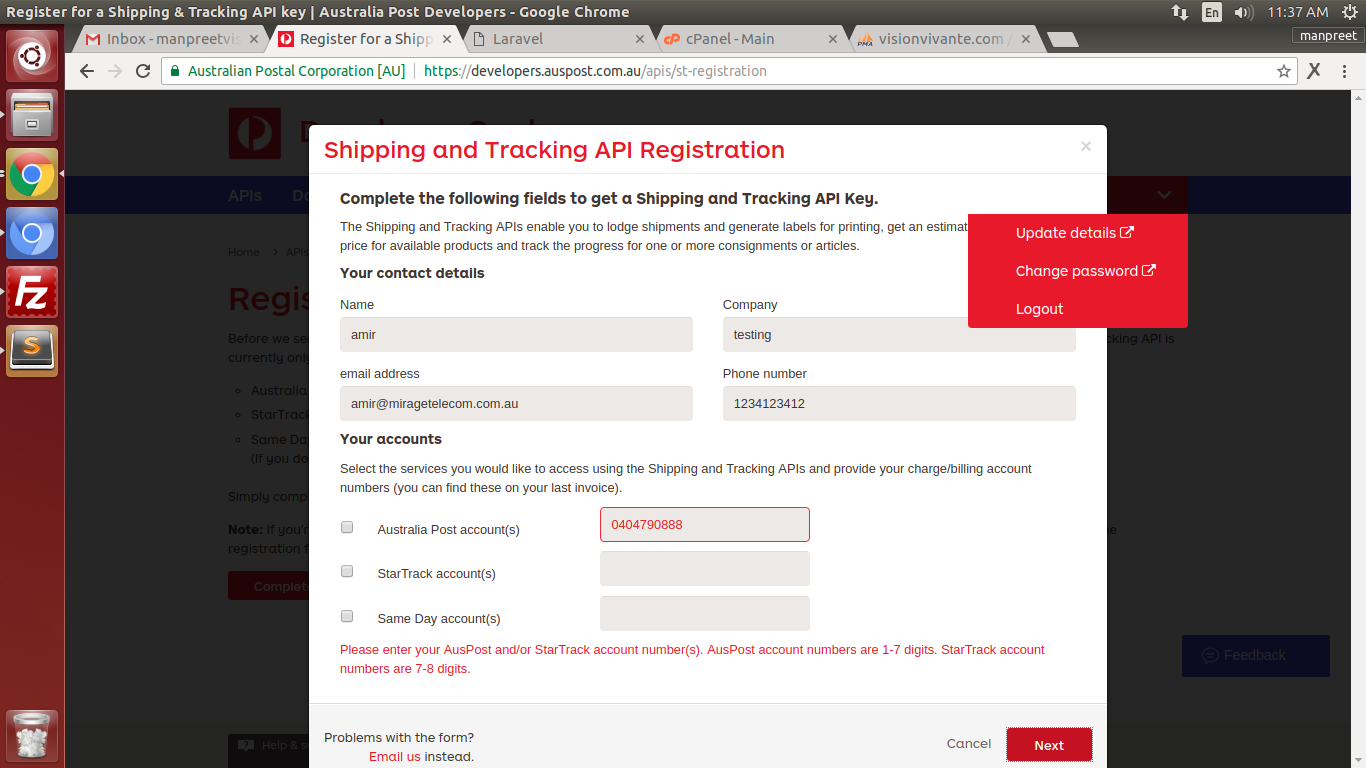 Register for a Shipping & Tracking API key | Australia Post Developers - Google Chrome
En
11:37 AM
Inbox - manpreetvis
Register for a Shipp
Laravel
cPanel - Main
visionvivante.com /
manpreet
Australian Postal Corporation [AU]
https://developers.auspost.com.au/apis/st-registration
APIs
Home
APIs
Shipping and Tracking API Registration
Complete the following fields to get a Shipping and Tracking API Key.
The Shipping and Tracking APIs enable you to lodge shipments and generate labels for printing, get an estimat
price for available products and track the progress for one or more consignments or articles.
Update details
Change password
Logout
Your contact details
Name
Company
amir
testing
email address
Phone number
amir@miragetelecom.com.au
1234123412
Regis
Before we se
cking API is
currently only
Australia
StarTrack
Same Da
(If you do
Simply comp
Note: If you'r
he
registration f
Complete
Your accounts
Select the services you would like to access using the Shipping and Tracking APIs and provide your charge/billing account
numbers (you can find these on your last invoice).
Australia Post account(s)
0404790888
StarTrack account(s)
Same Day account(s)
Please enter your AusPost and/or StarTrack account number(s). AusPost account numbers are 1-7 digits. StarTrack account
numbers are 7-8 digits.
Feedback
Help & s
Problems with the form?
Email us instead.
Cancel
Next